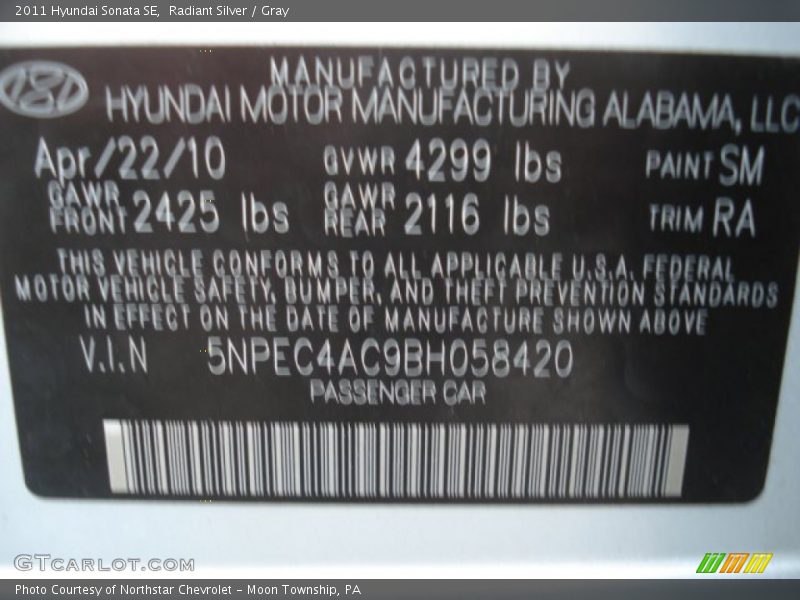 2011 Hyundai Sonata SE,  Radiant Silver / Gray
MANUFACTURED BY
HYUNDAI MOTOR MANUFACTURING ALABAMA, LLC
Apr/22/10 GVWR 4299 lbs PAINT SM
GAWR FRONT 2425 lbs GAWR REAR 2116 lbs TRIM RA
THIS VEHICLE CONFORMS TO ALL APPLICABLE U.S.A. FEDERAL
MOTOR VEHICLE SAFETY, BUMPER, AND THEFT PREVENTION STANDARDS
IN EFFECT ON THE DATE OF MANUFACTURE SHOWN ABOVE
V.I.N 5NPEC4AC9BH058420
PASSENGER CAR
GTCARLOT.COM
Photo Courtesy of Northstar Chevrolet – Moon Township, PA